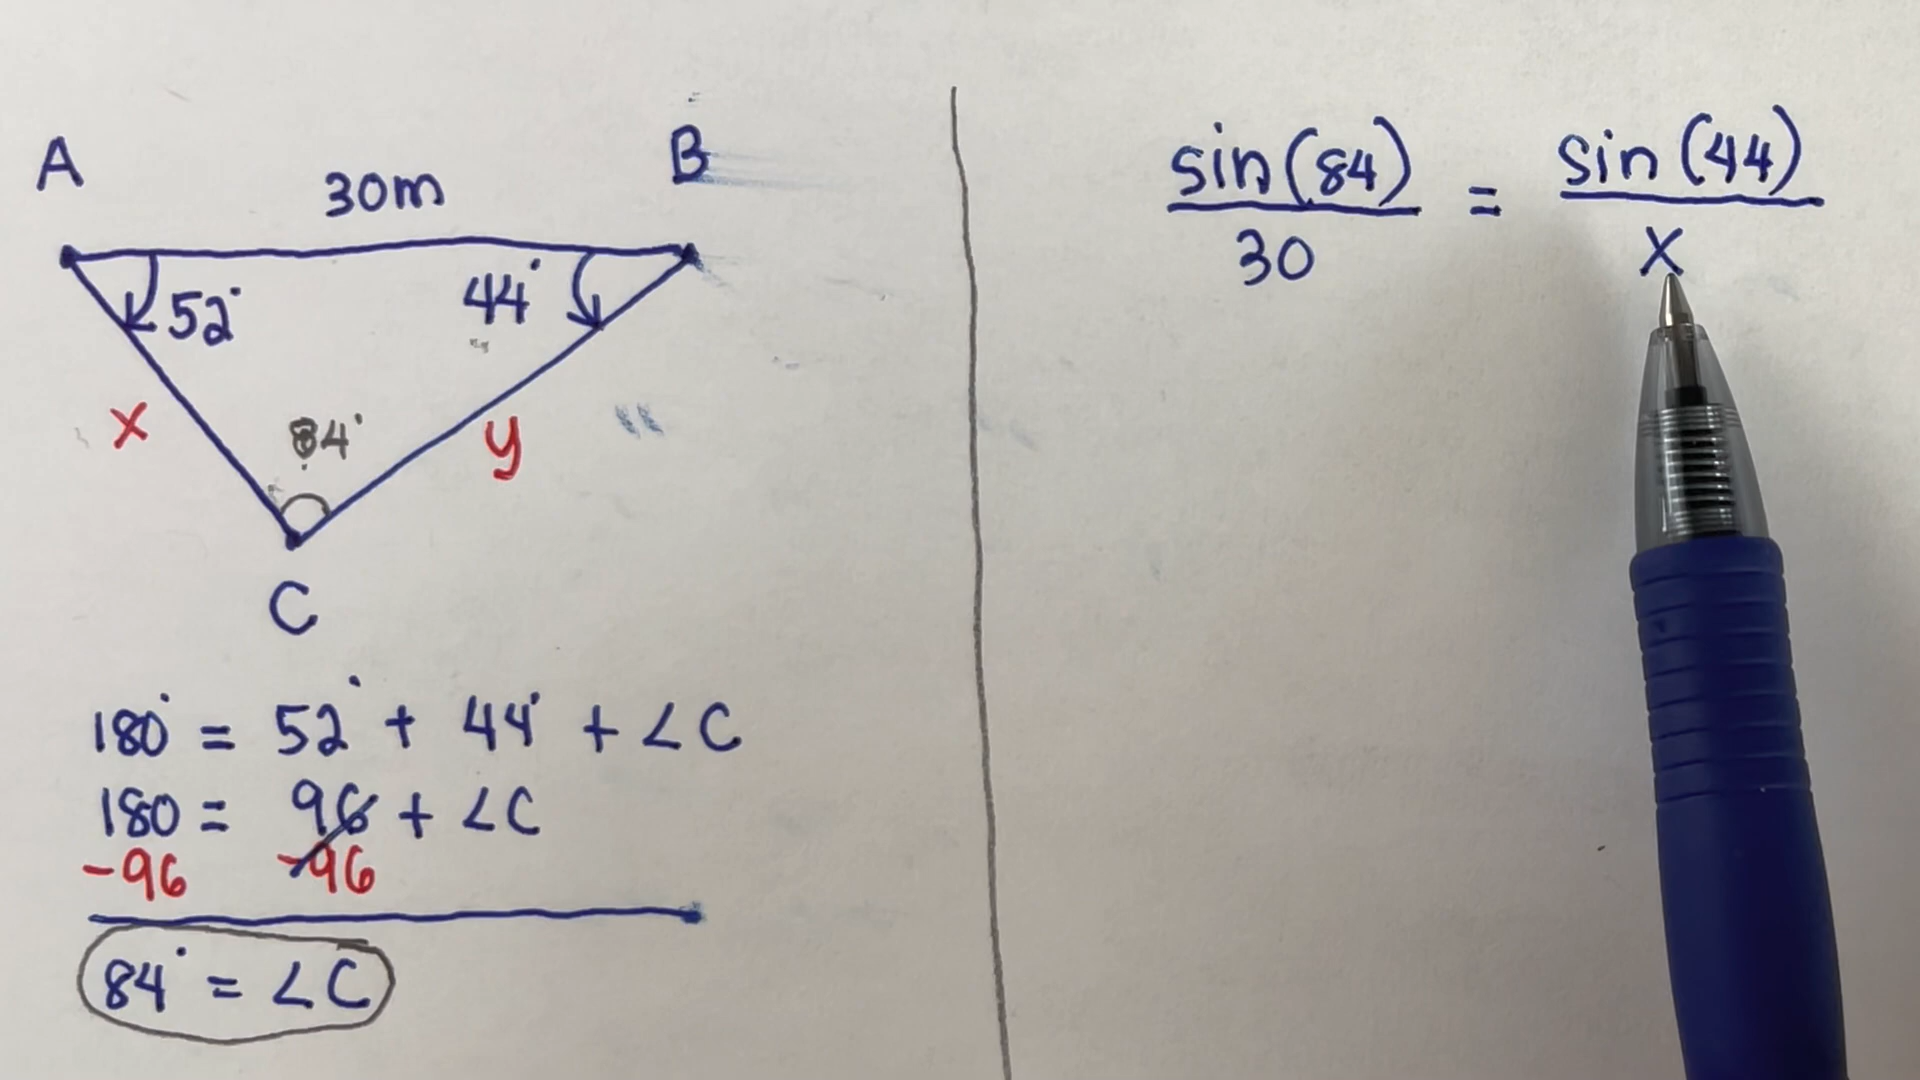 A
B
30m
52°
44°
x
84°
y
C
180° = 52° + 44° + ∠C
180 = 96 + ∠C
-96 -96
84° = ∠C
sin(84) = sin(44)
30 x